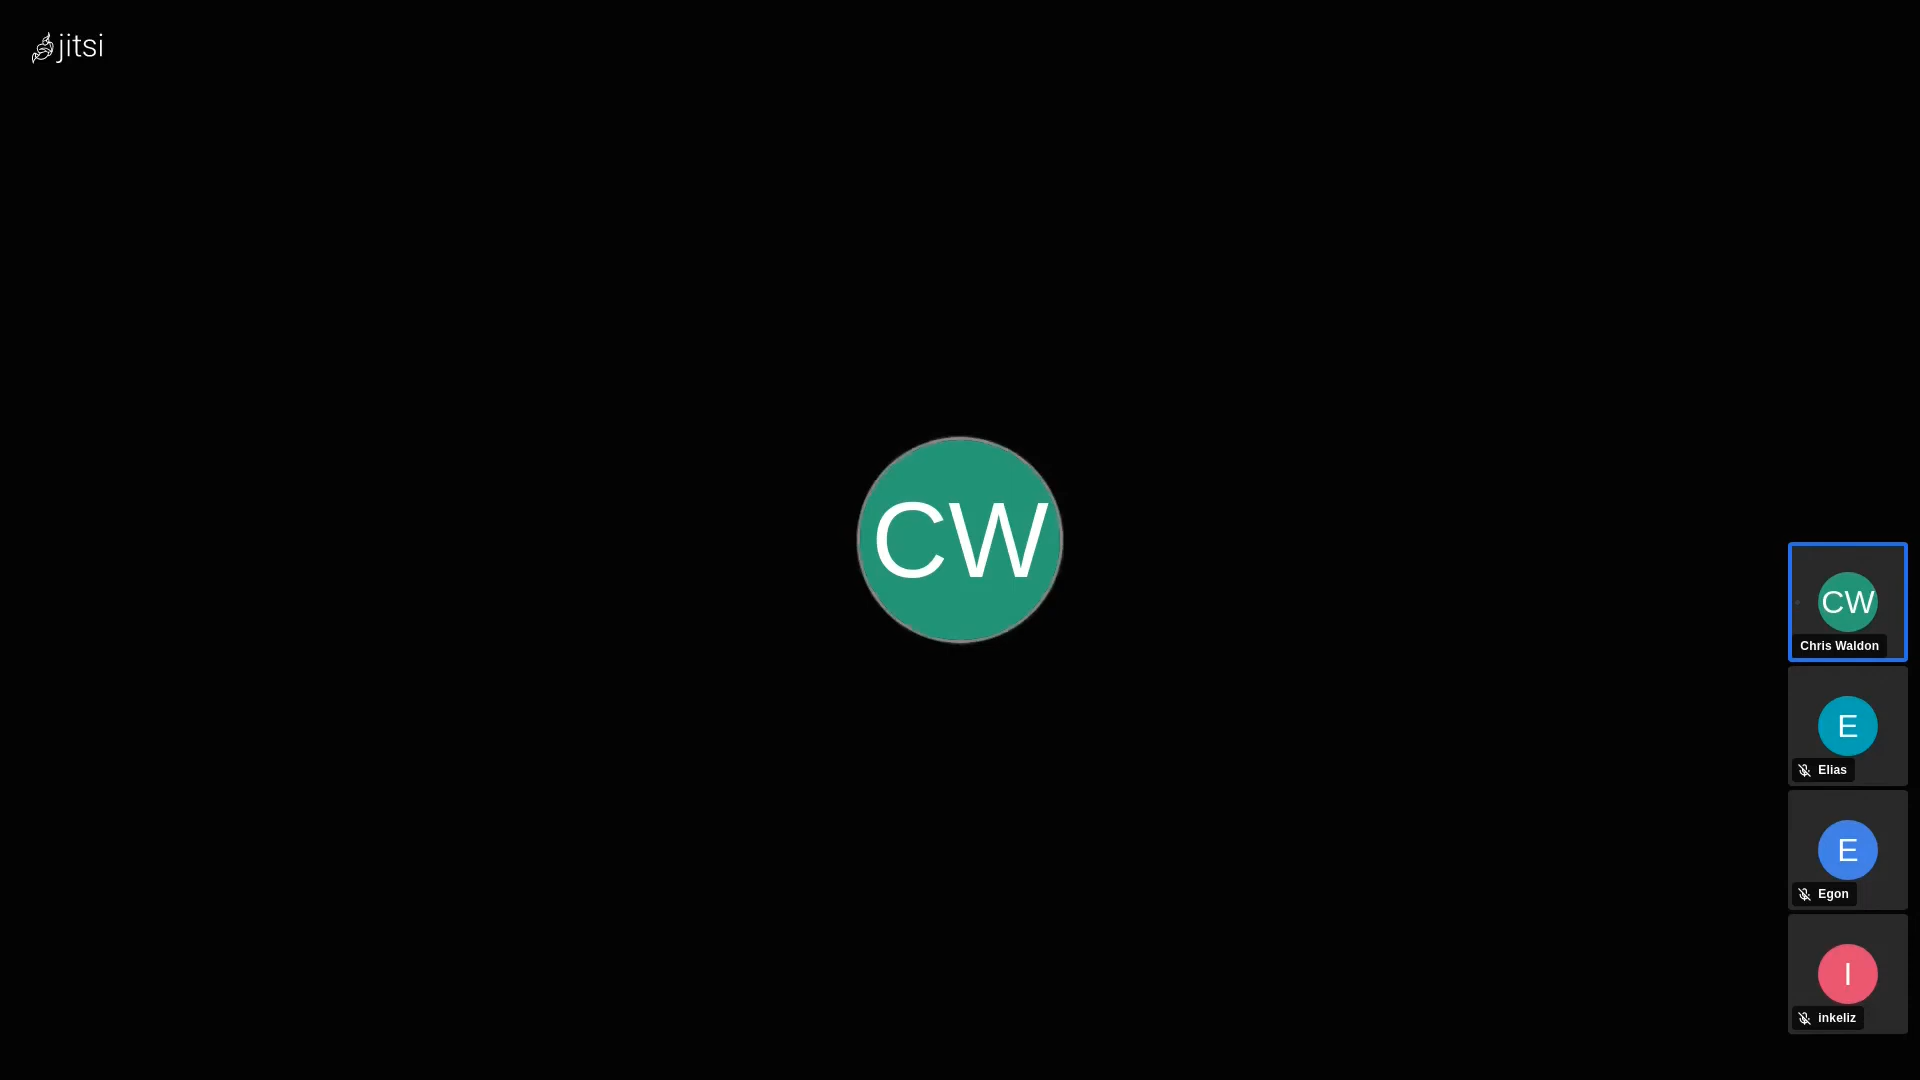 jitsi
CW
CW
Chris Waldon
E
Elias
E
Egon
I
inkeliz